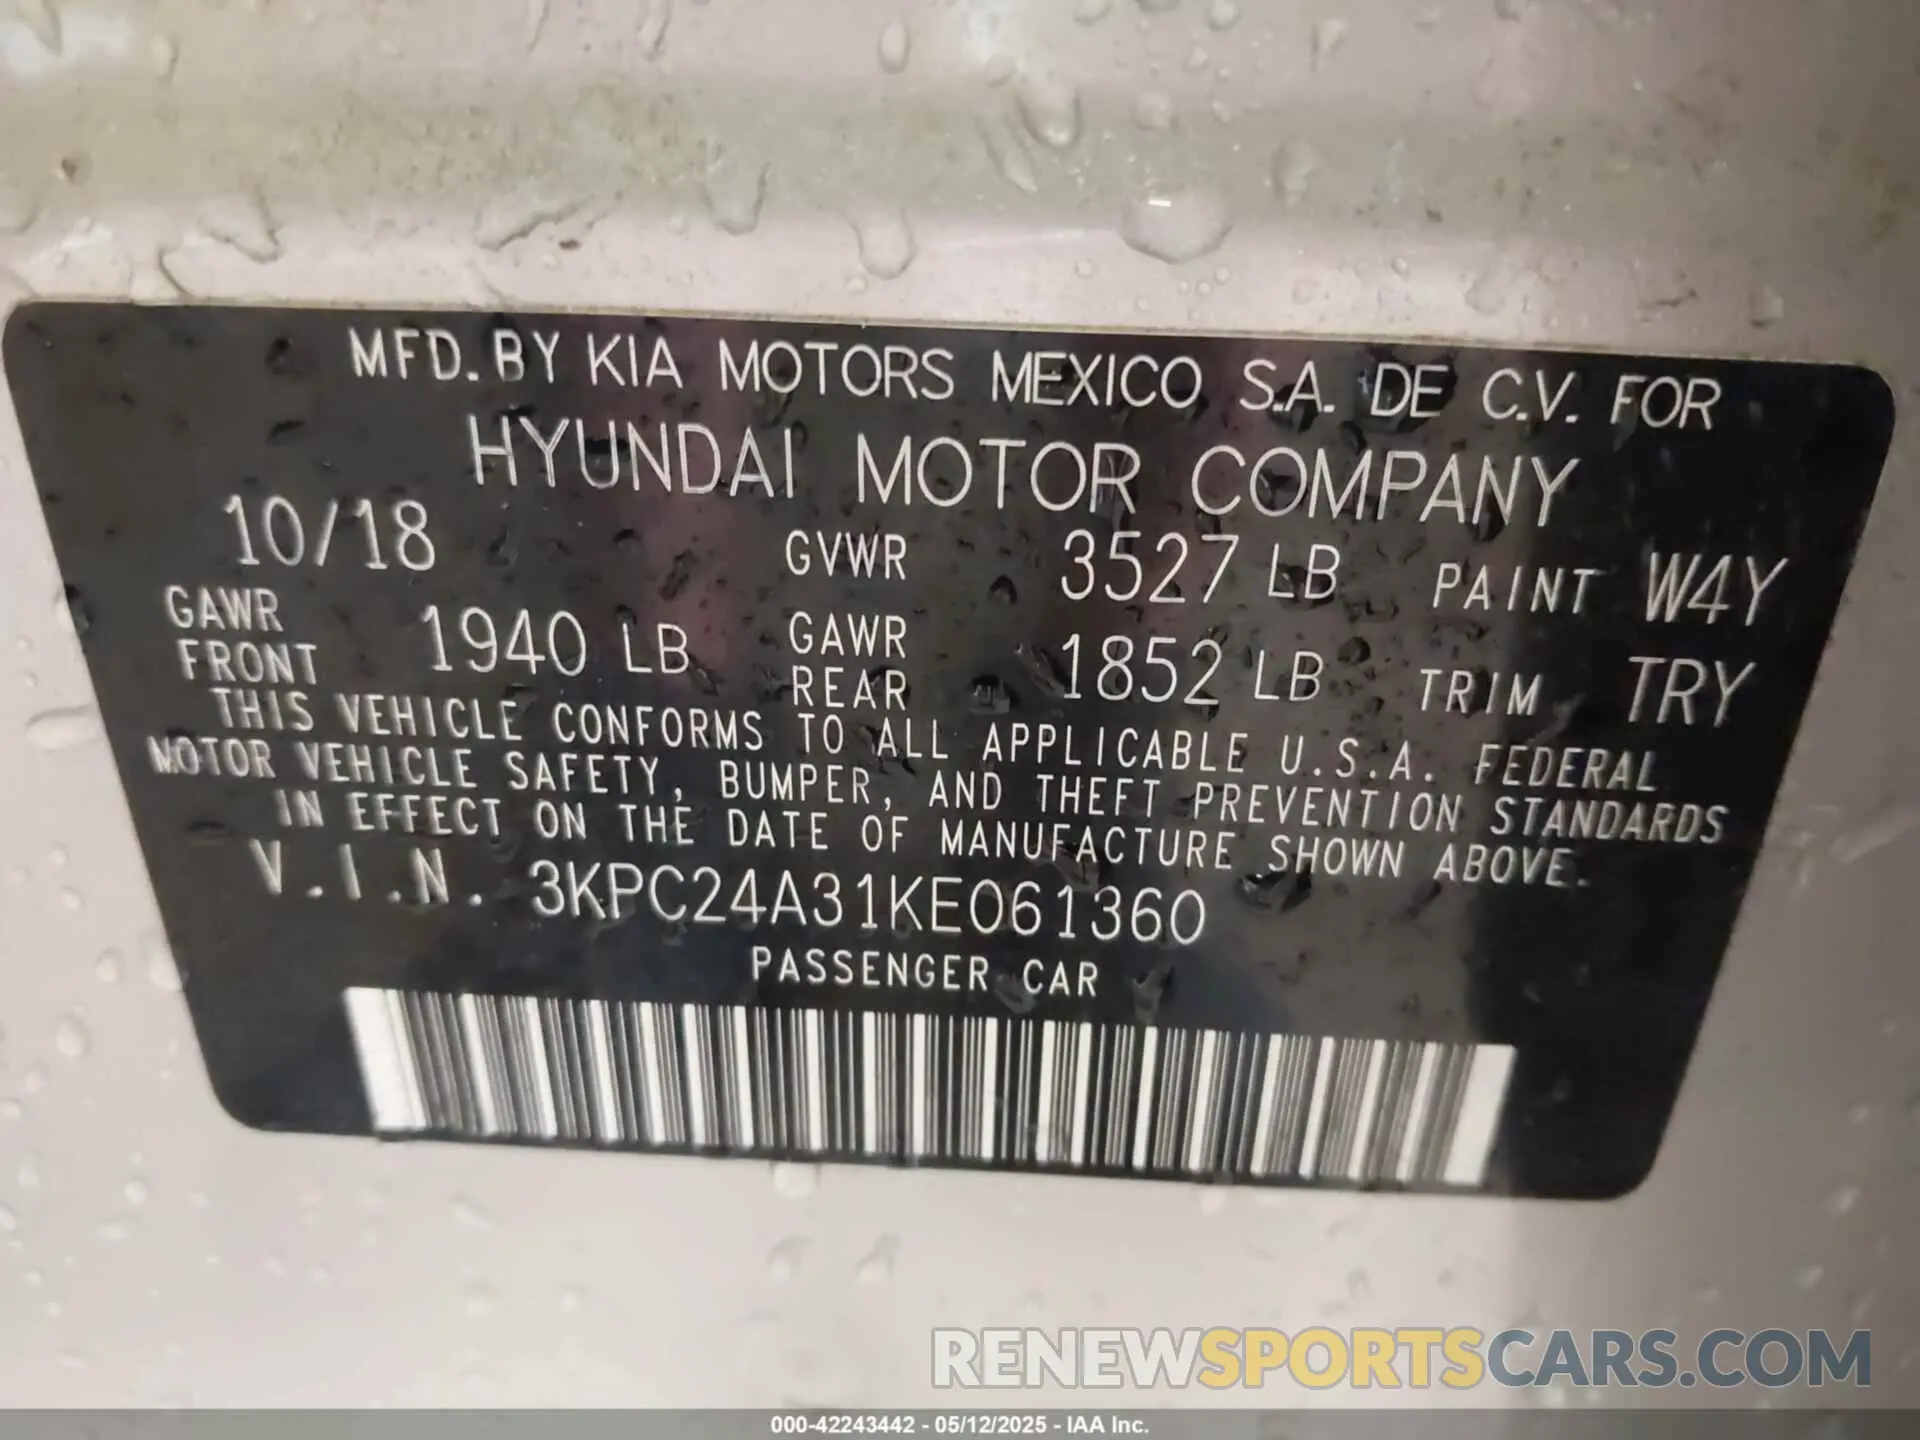 MFD. BY KIA MOTORS MEXICO S.A. DE C.V. FOR
HYUNDAI MOTOR COMPANY
10/18 GVWR 3527 LB PAINT W4Y
GAWR FRONT 1940 LB GAWR REAR 1852 LB TRIM TRY
THIS VEHICLE CONFORMS TO ALL APPLICABLE U.S.A. FEDERAL
MOTOR VEHICLE SAFETY, BUMPER, AND THEFT PREVENTION STANDARDS
IN EFFECT ON THE DATE OF MANUFACTURE SHOWN ABOVE.
V.I.N. 3KPC24A31KE061360
PASSENGER CAR
RENEWSPORTSCARS.COM
000-42243442 - 05/12/2025 - IAA Inc.